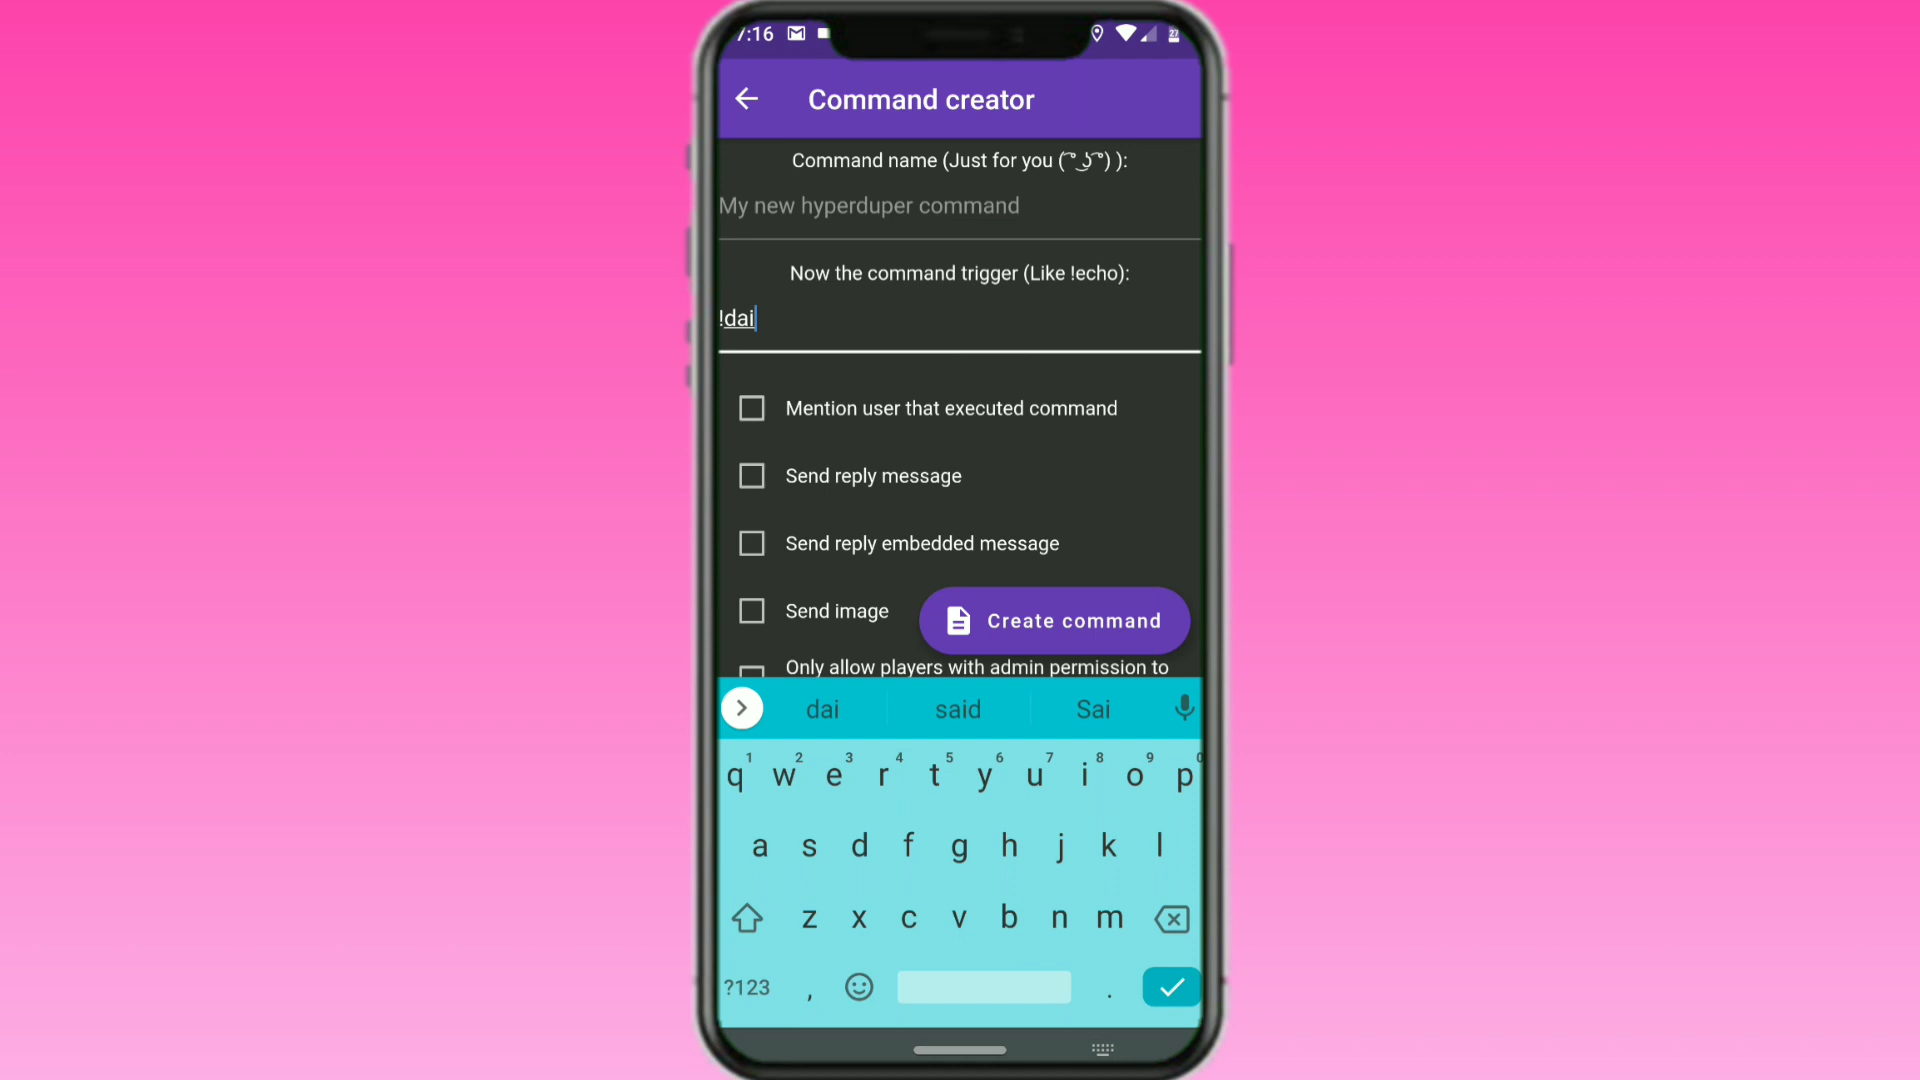 7:16 27
Command creator
Command name (Just for you ( ͡° ͜ʖ ͡°) ):
My new hyperduper command
Now the command trigger (Like !echo):
!dai
Mention user that executed command
Send reply message
Send reply embedded message
Send image
Create command
Only allow players with admin permission to
dai said Sai
1 2 3 4 5 6 7 8 9 0
q w e r t y u i o p
a s d f g h j k l
z x c v b n m
?123 , .